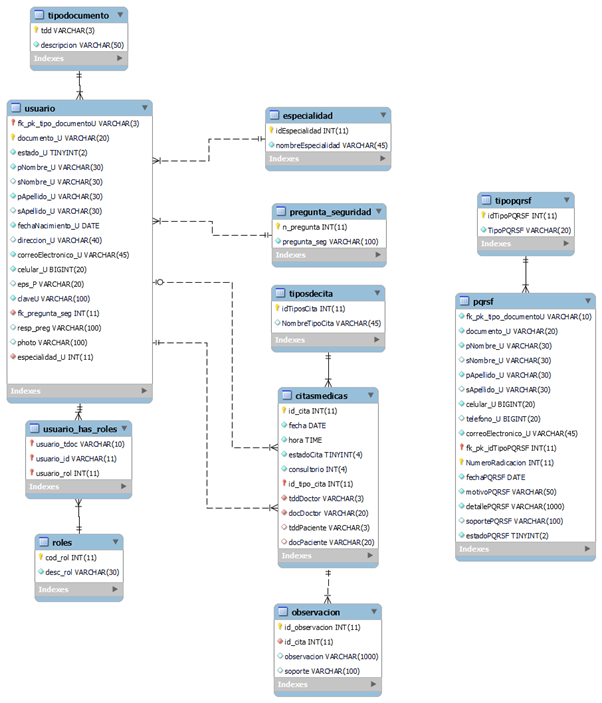 tipodocumento
tdd VARCHAR(3)
descripcion VARCHAR(50)
Indexes
usuario
fk_pk_tipo_documentoU VARCHAR(3)
documento_U VARCHAR(20)
estado_U TINYINT(2)
pNombre_U VARCHAR(30)
sNombre_U VARCHAR(30)
pApellido_U VARCHAR(30)
sApellido_U VARCHAR(30)
fechaNacimiento_U DATE
direccion_U VARCHAR(40)
correoElectronico_U VARCHAR(45)
celular_U BIGINT(20)
eps_P VARCHAR(20)
claveU VARCHAR(100)
fk_pregunta_seg INT(11)
resp_preg VARCHAR(100)
photo VARCHAR(100)
especialidad_U INT(11)
Indexes
usuario_has_roles
usuario_tdoc VARCHAR(10)
usuario_id VARCHAR(11)
usuario_rol INT(11)
Indexes
roles
cod_rol INT(11)
desc_rol VARCHAR(30)
Indexes
especialidad
idEspecialidad INT(11)
nombreEspecialidad VARCHAR(45)
Indexes
pregunta_seguridad
n_pregunta INT(11)
pregunta_seg VARCHAR(100)
Indexes
tiposdecita
idTiposCita INT(11)
NombreTipoCita VARCHAR(45)
Indexes
citasmedicas
id_cita INT(11)
fecha DATE
hora TIME
estadoCita TINYINT(4)
consultorio INT(4)
id_tipo_cita INT(11)
tddDoctor VARCHAR(3)
docDoctor VARCHAR(20)
tddPaciente VARCHAR(3)
docPaciente VARCHAR(20)
Indexes
observacion
id_observacion INT(11)
id_cita INT(11)
observacion VARCHAR(1000)
soporte VARCHAR(100)
Indexes
tipopqrsf
idTipoPQRSF INT(11)
TipoPQRSF VARCHAR(20)
Indexes
pqrsf
fk_pk_tipo_documentoU VARCHAR(10)
documento_U VARCHAR(20)
pNombre_U VARCHAR(30)
sNombre_U VARCHAR(30)
pApellido_U VARCHAR(30)
sApellido_U VARCHAR(30)
celular_U BIGINT(20)
telefono_U BIGINT(20)
correoElectronico_U VARCHAR(45)
fk_pk_idTipoPQRSF INT(11)
NumeroRadicacion INT(11)
fechaPQRSF DATE
motivoPQRSF VARCHAR(50)
detallePQRSF VARCHAR(1000)
soportePQRSF VARCHAR(100)
estadoPQRSF TINYINT(2)
Indexes